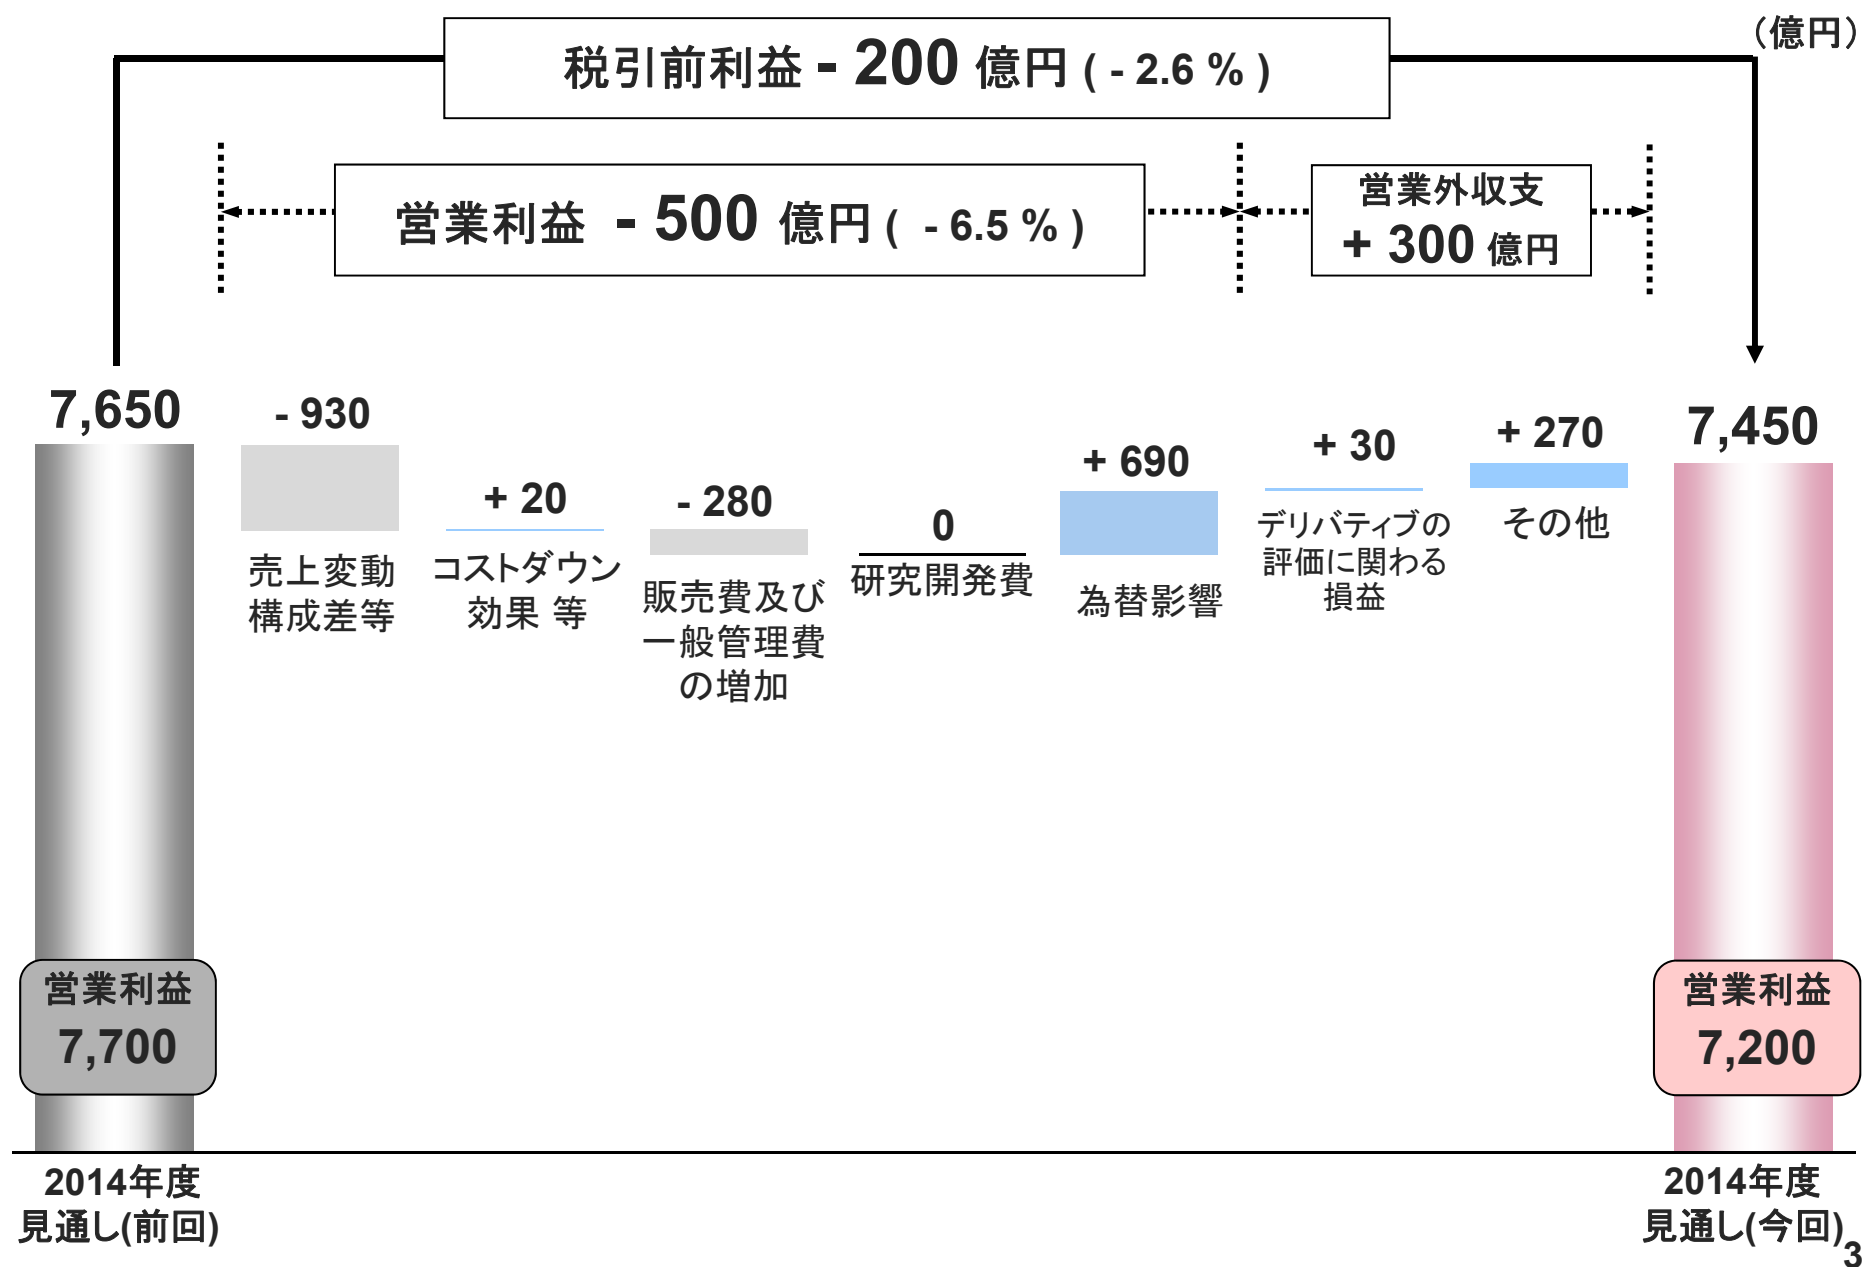 （億円）
税引前利益 - 200 億円 ( - 2.6 % )
営業利益 - 500 億円 ( - 6.5 % )
営業外収支
+ 300 億円
7,650
- 930
売上変動
構成差等
+ 20
コストダウン
効果 等
- 280
販売費及び
一般管理費
の増加
0
研究開発費
+ 690
為替影響
+ 30
デリバティブの
評価に関わる
損益
+ 270
その他
7,450
営業利益
7,700
営業利益
7,200
2014年度
見通し(前回)
2014年度
見通し(今回)
3